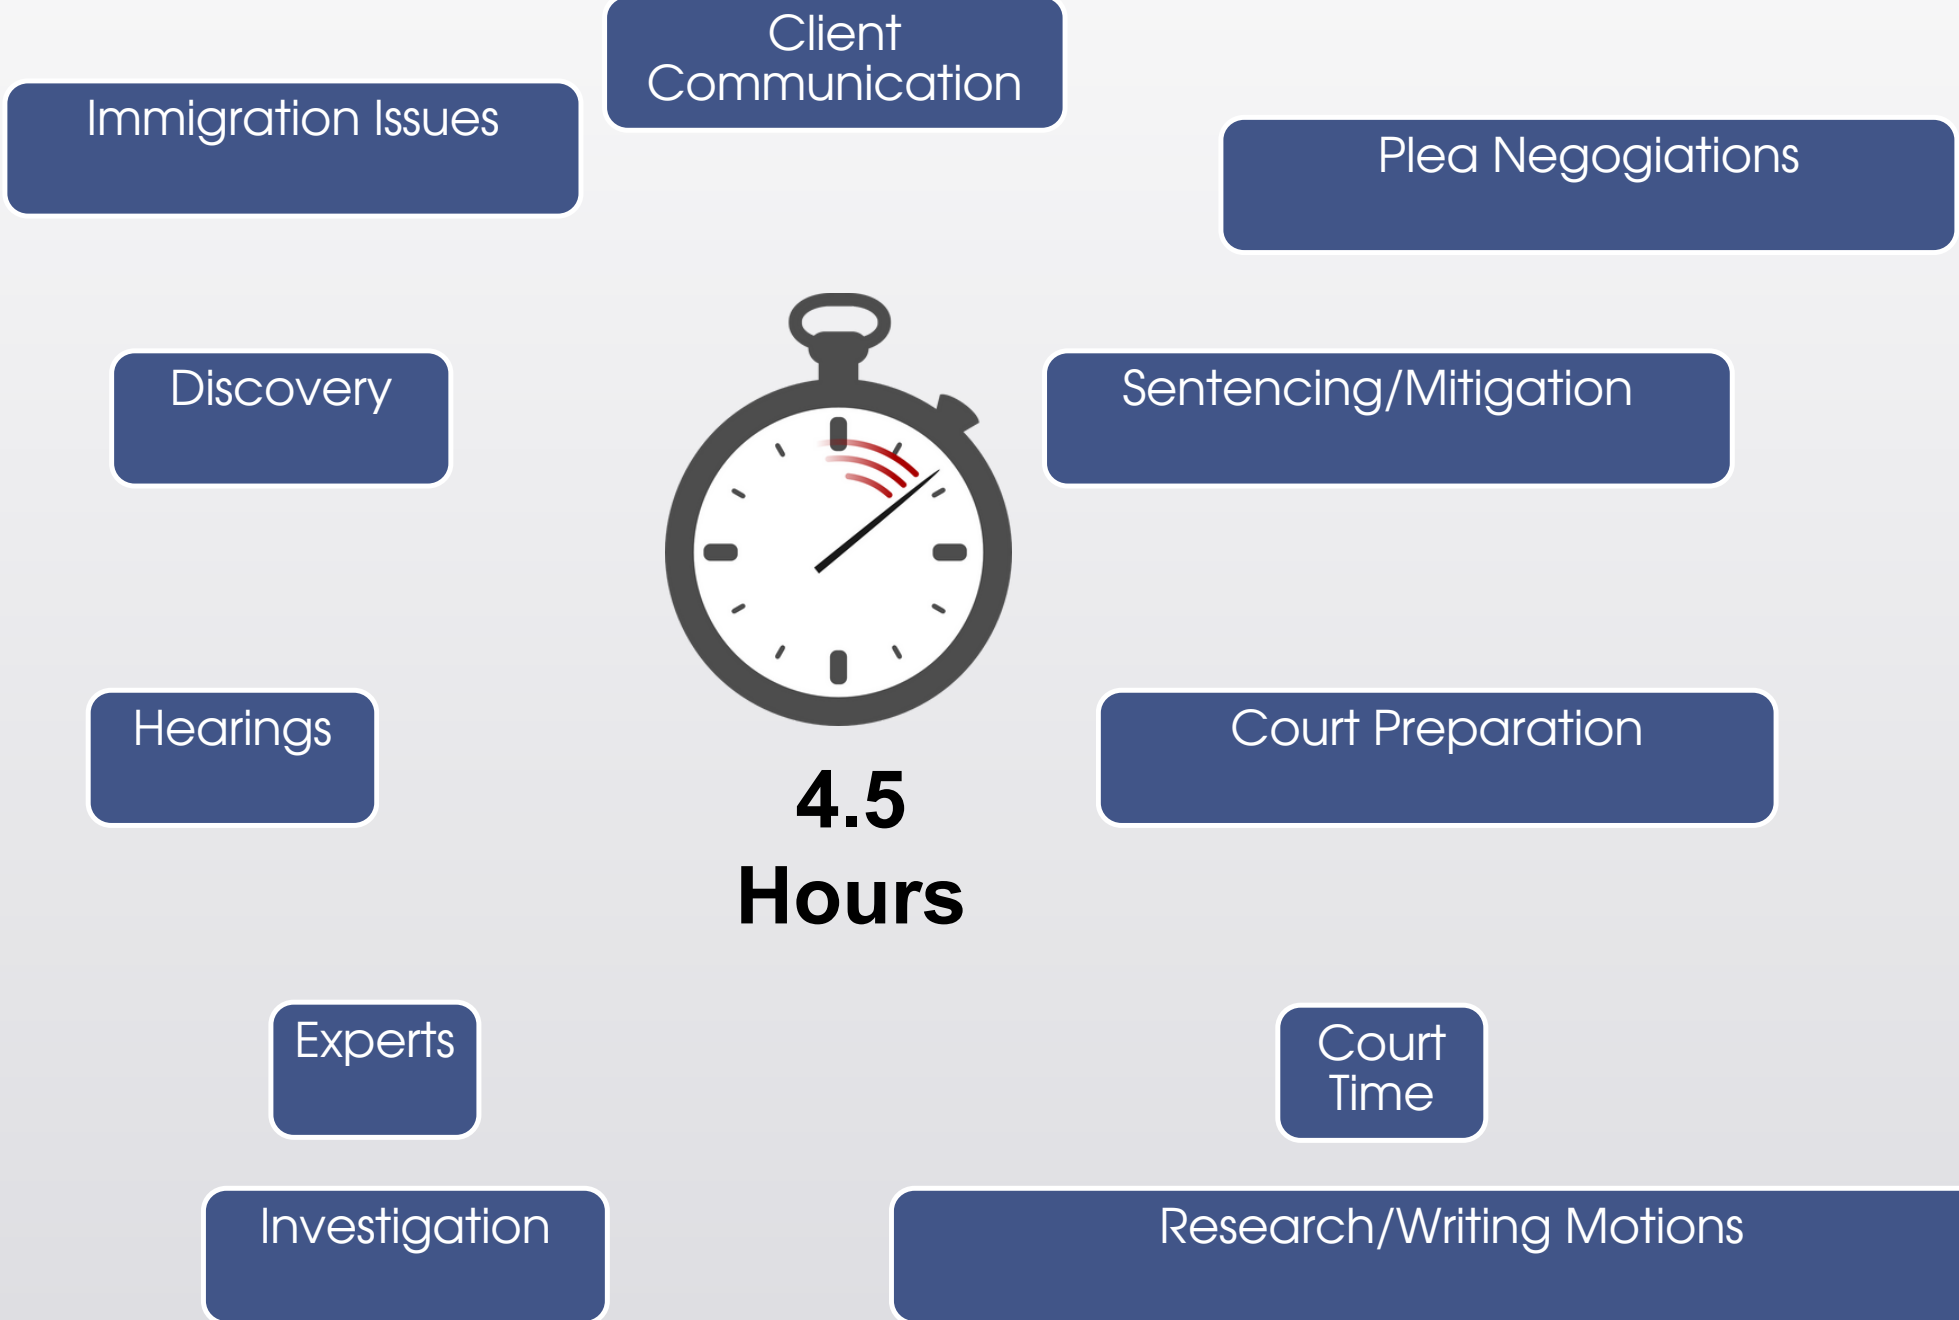 Client
Communication
Immigration Issues
Plea Negogiations
Discovery
Sentencing/Mitigation
Hearings
Court Preparation
4.5
Hours
Experts
Court
Time
Investigation
Research/Writing Motions